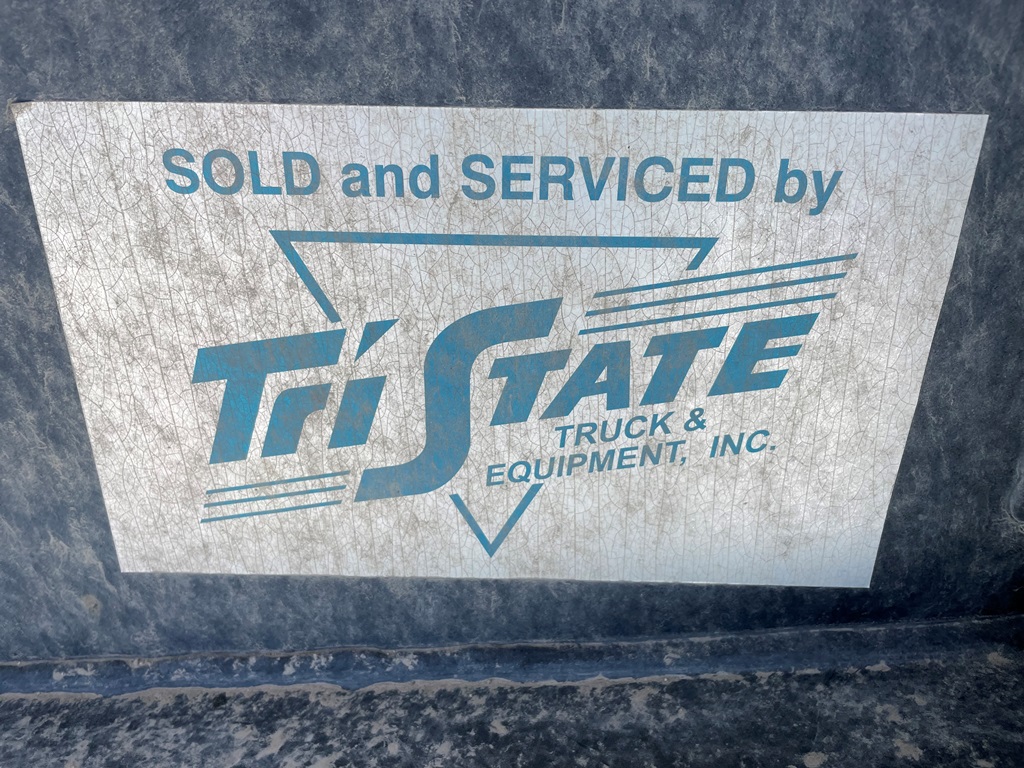 SOLD and SERVICED by
TriSTATE
TRUCK &
EQUIPMENT, INC.